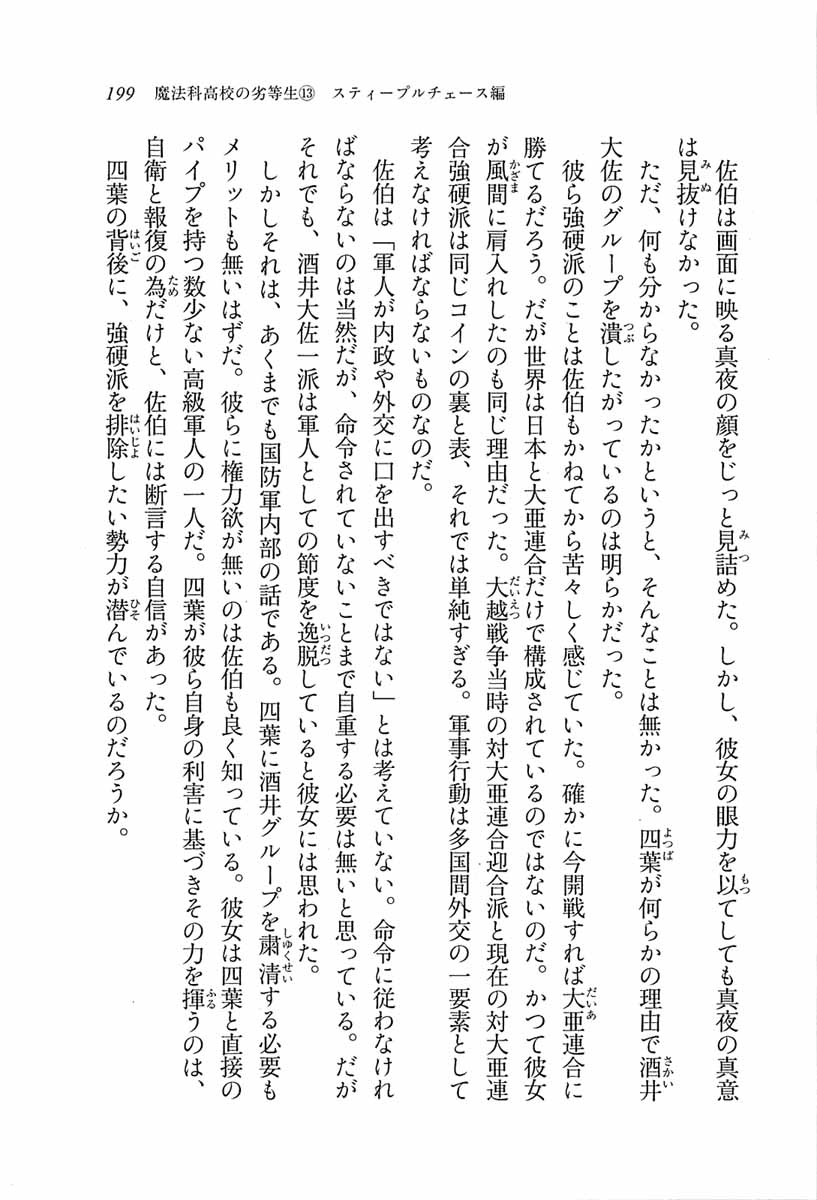 199 魔法科高校の劣等生⑬ スティープルチェース編
佐伯は画面に映る真夜の顔をじっと見詰めた。しかし、彼女の眼力を以てしても真夜の真意
は見抜けなかった。
ただ、何も分からなかったかというと、そんなことは無かった。四葉が何らかの理由で酒井
大佐のグループを潰したがっているのは明らかだった。
彼ら強硬派のことは佐伯もかねてから苦々しく感じていた。確かに今開戦すれば大亜連合に
勝てるだろう。だが世界は日本と大亜連合だけで構成されているのではないのだ。かつて彼女
が風間に肩入れしたのも同じ理由だった。大越戦争当時の対大亜連合迎合派と現在の対大亜連
合強硬派は同じコインの裏と表、それでは単純すぎる。軍事行動は多国間外交の一要素として
考えなければならないものなのだ。
佐伯は「軍人が内政や外交に口を出すべきではない」とは考えていない。命令に従わなけれ
ばならないのは当然だが、命令されていないことまで自重する必要は無いと思っている。だが
それでも、酒井大佐一派は軍人としての節度を逸脱していると彼女には思われた。
しかしそれは、あくまでも国防軍内部の話である。四葉に酒井グループを粛清する必要も
メリットも無いはずだ。彼らに権力欲が無いのは佐伯も良く知っている。彼女は四葉と直接の
パイプを持つ数少ない高級軍人の一人だ。四葉が彼ら自身の利害に基づきその力を揮うのは、
自衛と報復の為だけと、佐伯には断言する自信があった。
四葉の背後に、強硬派を排除したい勢力が潜んでいるのだろうか。